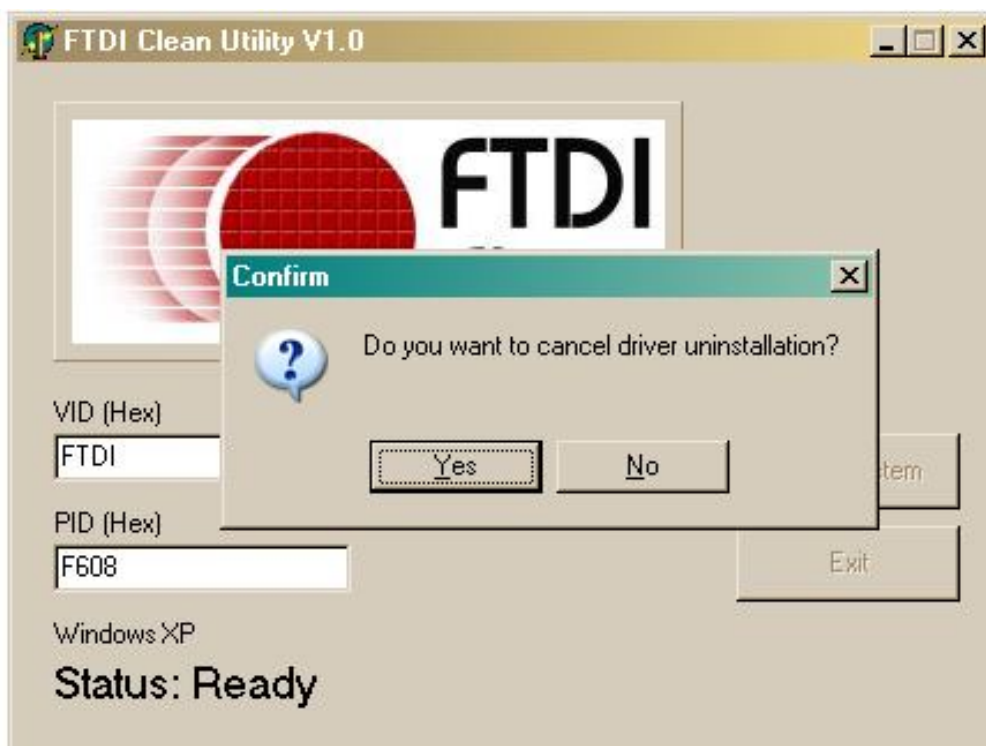 FTDI Clean Utility V1.0
FTDI
Confirm
Do you want to cancel driver uninstallation?
Yes
No
VID (Hex)
FTDI
PID (Hex)
F608
Exit
Windows XP
Status: Ready